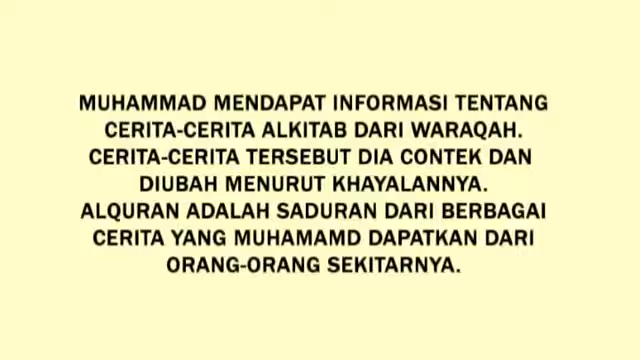 MUHAMMAD MENDAPAT INFORMASI TENTANG
CERITA-CERITA ALKITAB DARI WARAQAH.
CERITA-CERITA TERSEBUT DIA CONTEK DAN
DIUBAH MENURUT KHAYALANNYA.
ALQURAN ADALAH SADURAN DARI BERBAGAI
CERITA YANG MUHAMAMD DAPATKAN DARI
ORANG-ORANG SEKITARNYA.